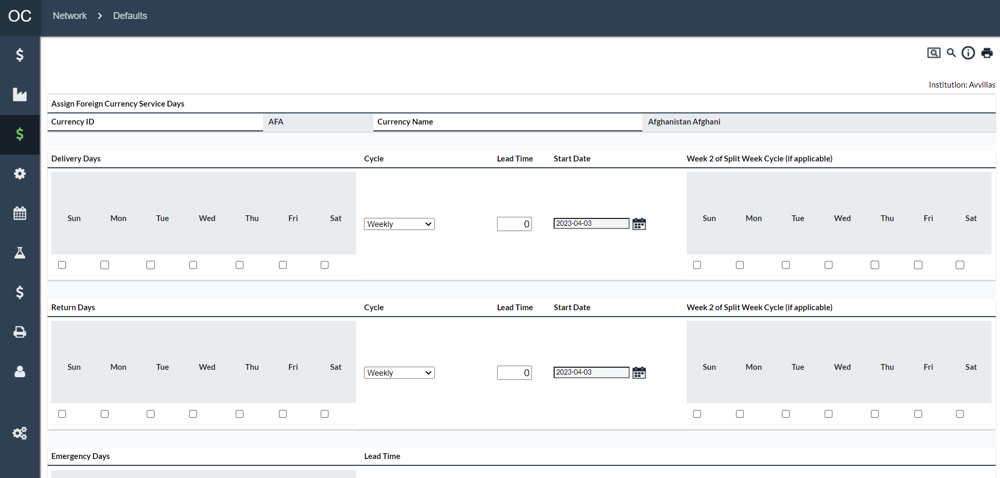 OC Network Defaults
Institution: Avvillas
Assign Foreign Currency Service Days
Currency ID AFA Currency Name Afghanistan Afghani
Delivery Days Cycle Lead Time Start Date Week 2 of Split Week Cycle (if applicable)
Sun Mon Tue Wed Thu Fri Sat Weekly 0 2023-04-03 Sun Mon Tue Wed Thu Fri Sat
Return Days Cycle Lead Time Start Date Week 2 of Split Week Cycle (if applicable)
Sun Mon Tue Wed Thu Fri Sat Weekly 0 2023-04-03 Sun Mon Tue Wed Thu Fri Sat
Emergency Days Lead Time